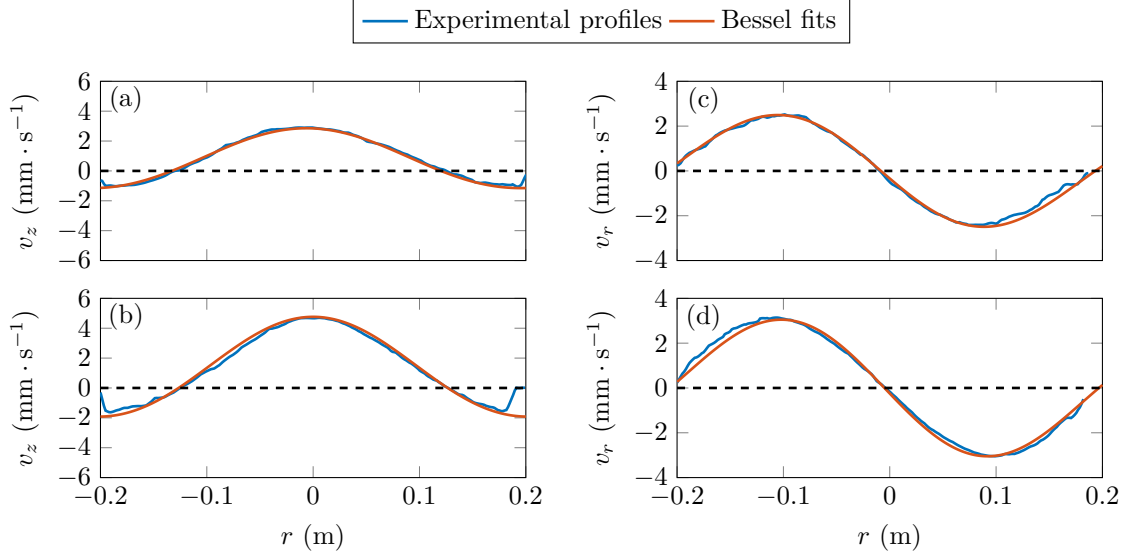 Experimental profiles Bessel fits
(a)
6
4
2
0
−2
−4
−6
v_z (mm · s⁻¹)
(c)
4
2
0
−2
−4
v_r (mm · s⁻¹)
(b)
6
4
2
0
−2
−4
−6
v_z (mm · s⁻¹)
−0.2 −0.1 0 0.1 0.2
r (m)
(d)
4
2
0
−2
−4
v_r (mm · s⁻¹)
−0.2 −0.1 0 0.1 0.2
r (m)